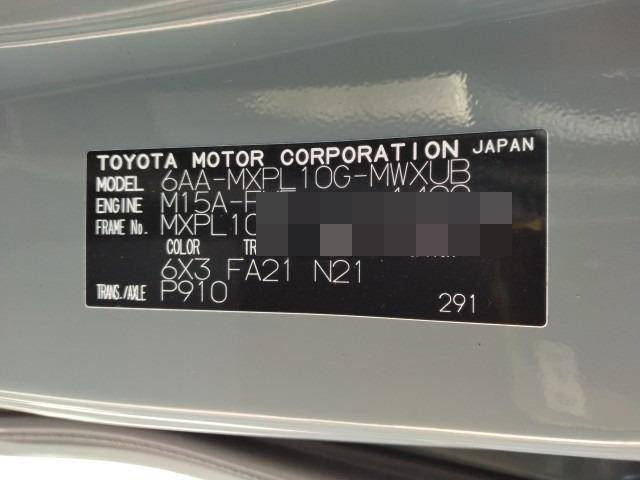 TOYOTA MOTOR CORPORATION JAPAN
MODEL 6AA-MXPL10G-MWXUB
ENGINE M15A-
FRAME No. MXPL10
COLOR TR
6X3 FA21 N21
TRANS./AXLE P910 291